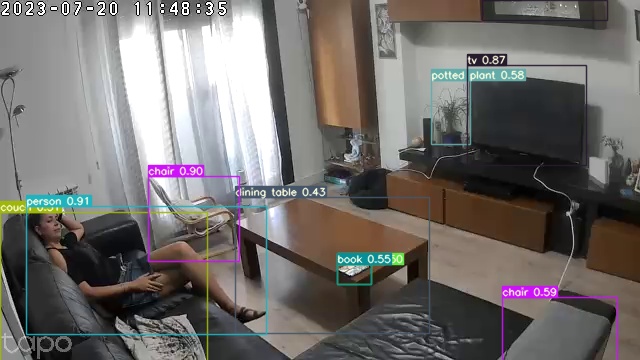 2023-07-20 11:48:35
tv 0.87
potted plant 0.58
chair 0.90
dining table 0.43
person 0.91
book 0.55
chair 0.59
tapo